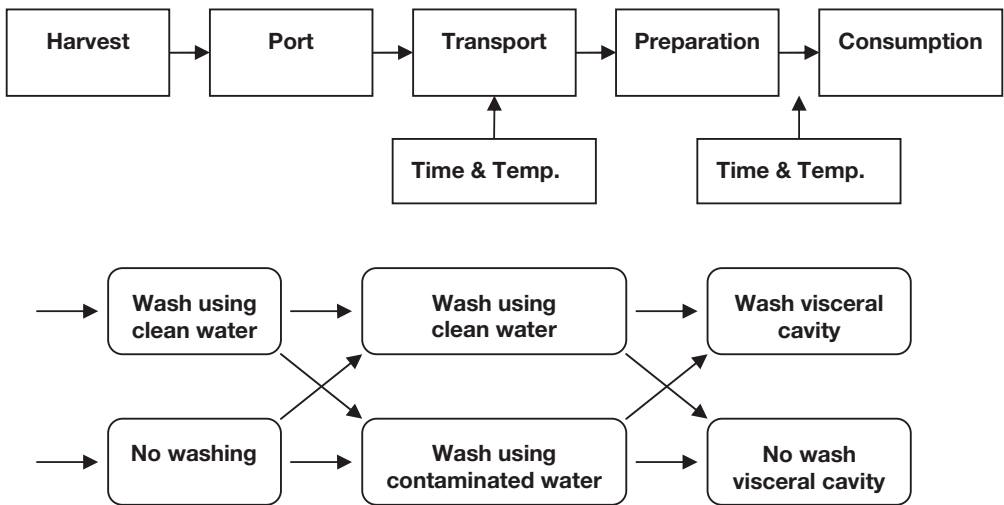 Harvest
Port
Transport
Preparation
Consumption
Time & Temp.
Time & Temp.
Wash using
clean water
Wash using
clean water
Wash visceral
cavity
No washing
Wash using
contaminated water
No wash
visceral cavity